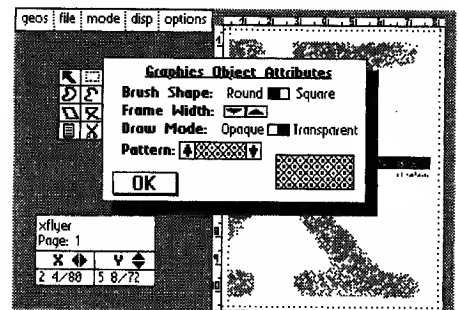 geos file mode disp options
Graphics Object Attributes
Brush Shape: Round Square
Frame Width:
Draw Mode: Opaque Transparent
Pattern:
OK
xflyer
Page: 1
X Y
2 4/80 5 8/72